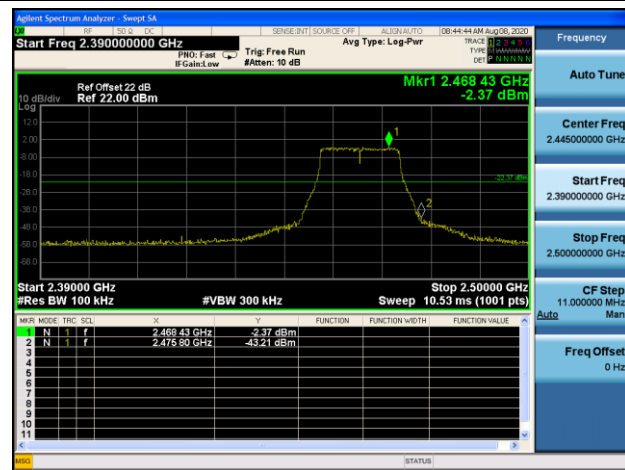 Agilent Spectrum Analyzer - Swept SA
RF 50 Ω DC SENSE:INT SOURCE OFF ALIGN AUTO 08:44:44 AM Aug 08, 2020
Start Freq 2.390000000 GHz
PNO: Fast
IFGain:Low
Trig: Free Run
#Atten: 10 dB
Avg Type: Log-Pwr
TRACE 1 2 3 4 5 6
TYPE
DET P N N N N N
Ref Offset 22 dB
Ref 22.00 dBm
10 dB/div
Log
Mkr1 2.468 43 GHz
-2.37 dBm
12.0
2.00
-8.00
-18.0
-28.0
-38.0
-48.0
-58.0
-68.0
1
-22.37 dBm
2
Start 2.39000 GHz
Stop 2.50000 GHz
#Res BW 100 kHz
#VBW 300 kHz
Sweep 10.53 ms (1001 pts)
MKR MODE TRC SCL X Y FUNCTION FUNCTION WIDTH FUNCTION VALUE
1 N 1 f 2.468 43 GHz -2.37 dBm
2 N 1 f 2.475 80 GHz -43.21 dBm
3
4
5
6
7
8
9
10
11
MSG
STATUS
Frequency
Auto Tune
Center Freq
2.445000000 GHz
Start Freq
2.390000000 GHz
Stop Freq
2.500000000 GHz
CF Step
11.000000 MHz
Auto Man
Freq Offset
0 Hz